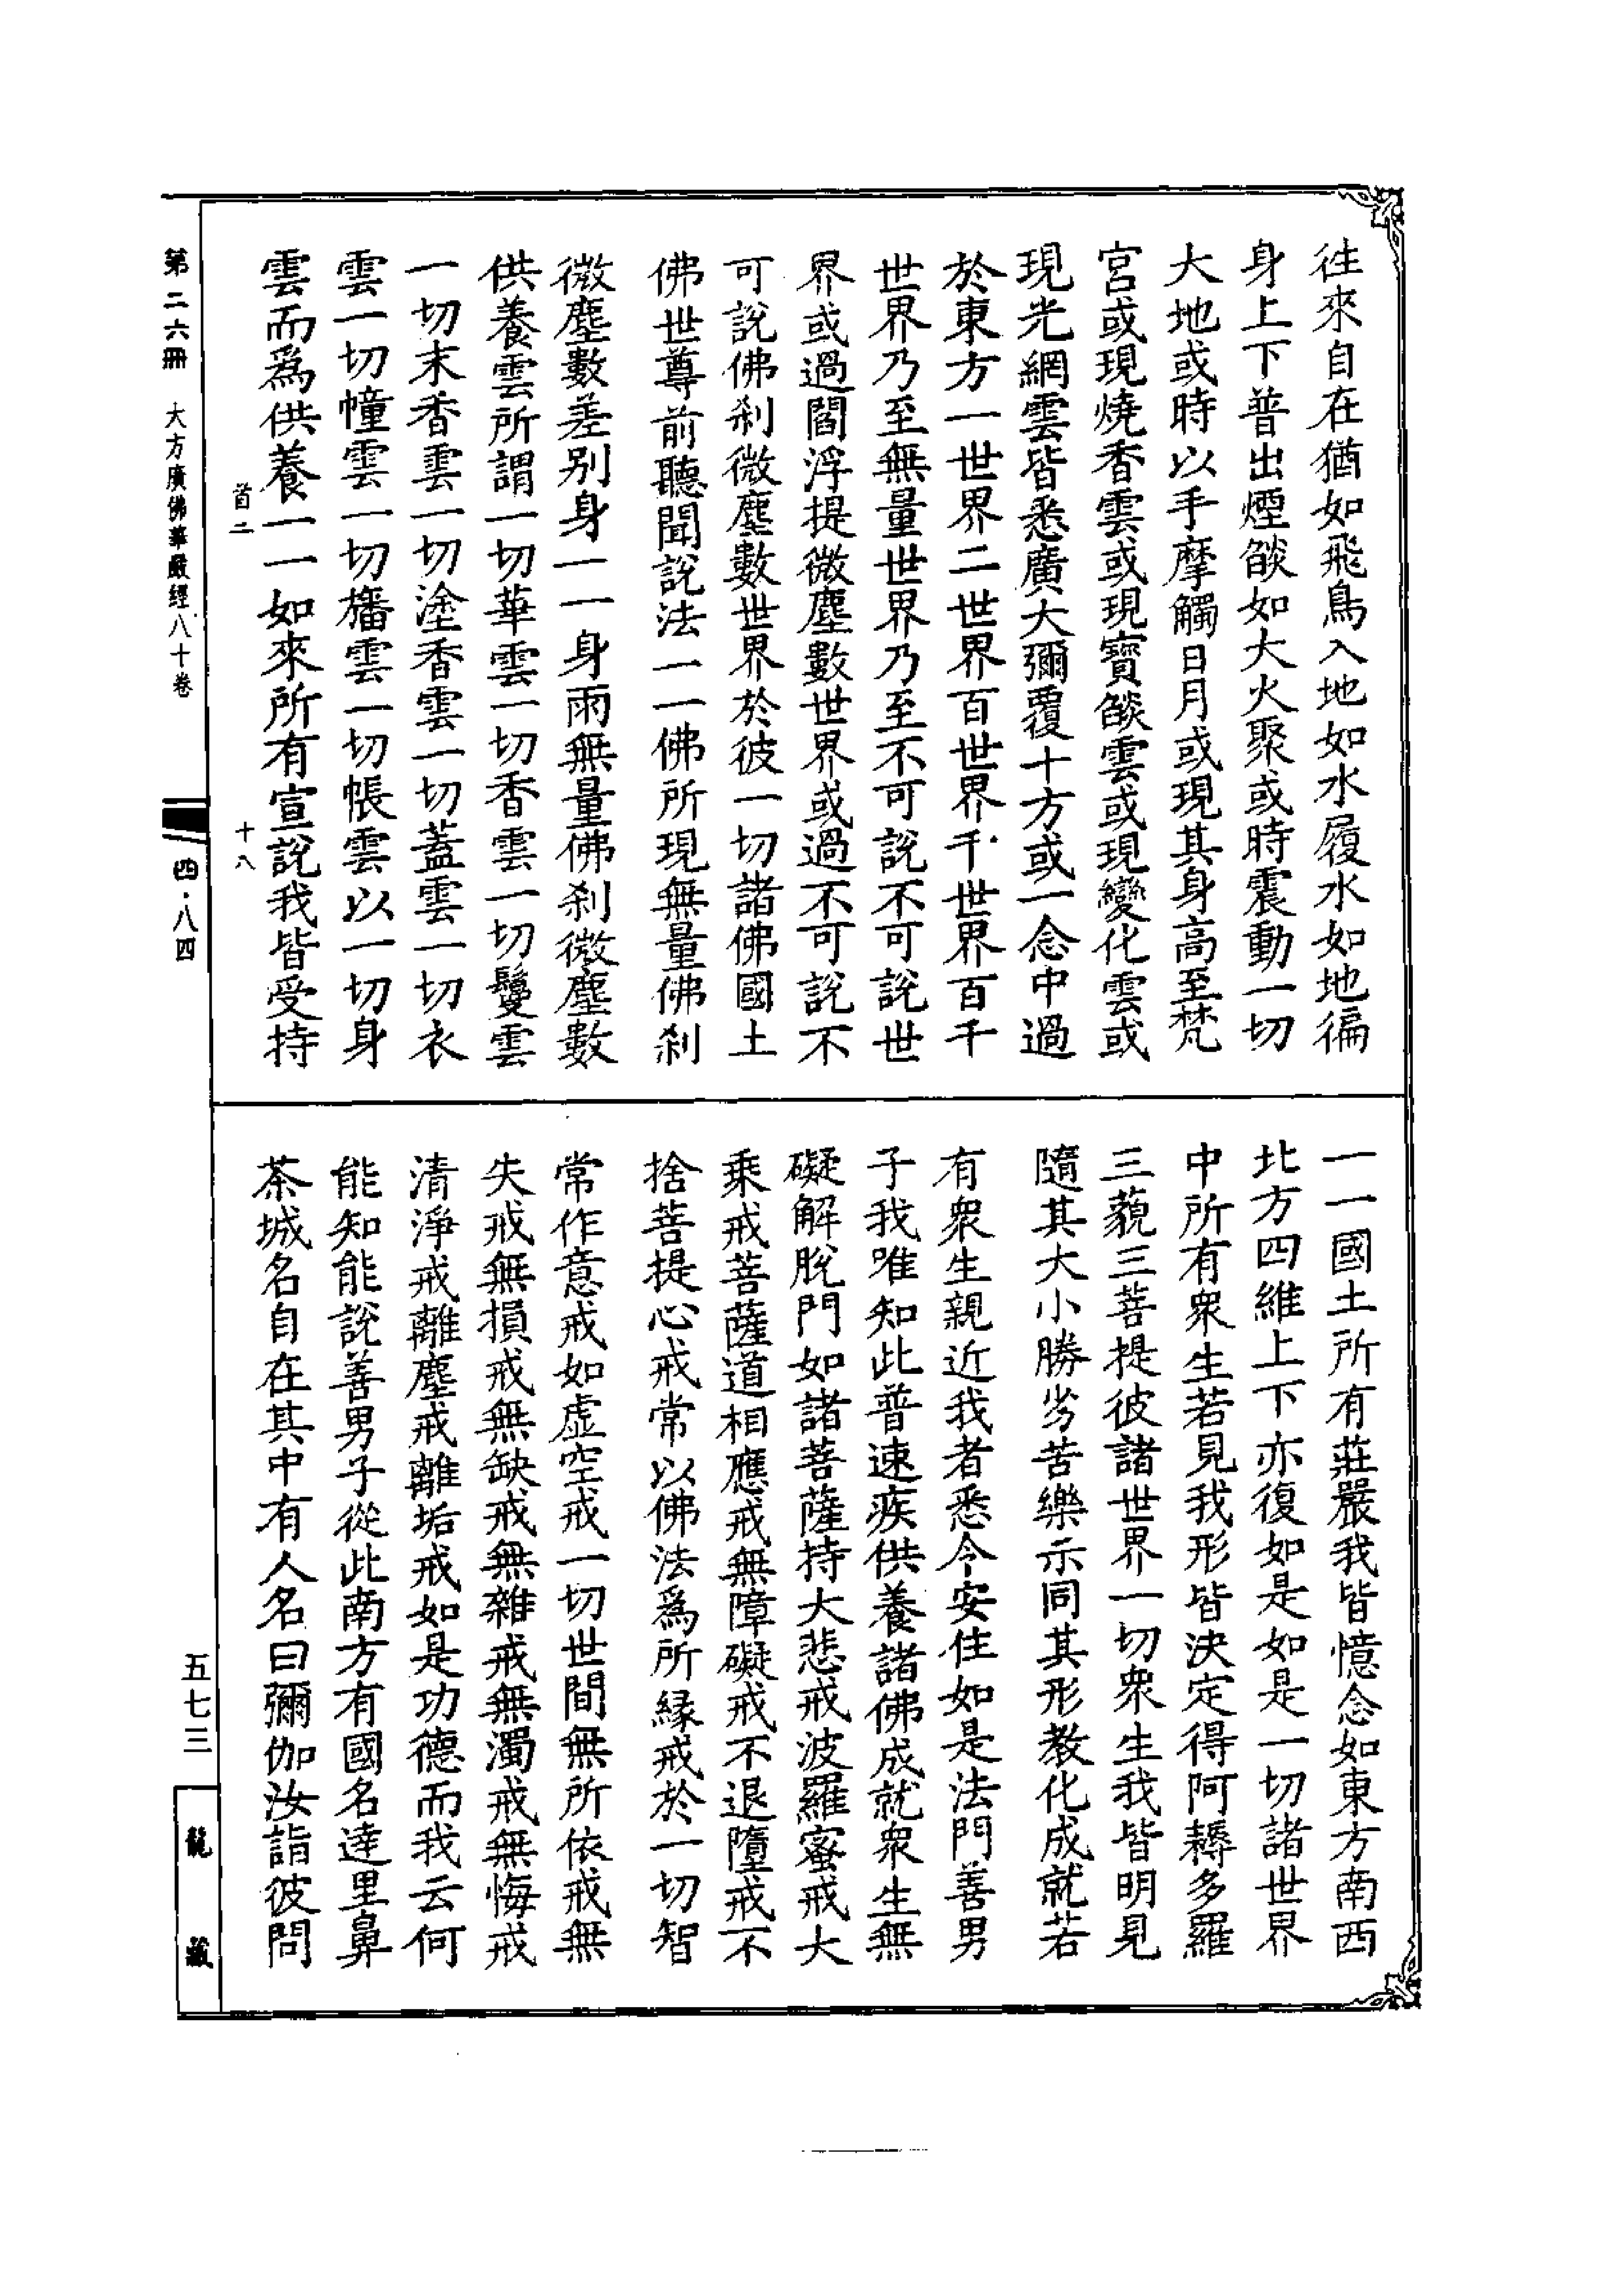 往來自在猶如飛鳥入地如水履水如地徧
身上下普出煙燄如大火聚或時震動一切
大地或時以手摩觸日月或現其身高至梵
宮或現燒香雲或現寶燄雲或現變化雲或
現光網雲皆悉廣大彌覆十方或一念中過
於東方一世界二世界百世界千世界百千
世界乃至無量世界乃至不可說不可說世
界或過閻浮提微塵數世界或過不可說不
可說佛刹微塵數世界於彼一切諸佛國土
佛世尊前聽聞說法一一佛所現無量佛刹
微塵數差别身一一身雨無量佛刹微塵數
供養雲所謂一切華雲一切香雲一切鬘雲
一切末香雲一切塗香雲一切蓋雲一切衣
雲一切幢雲一切旛雲一切帳雲以一切身
雲而爲供養一一如來所有宣說我皆受持
首二
十八
一一國土所有莊嚴我皆憶念如東方南西
北方四維上下亦復如是如是一切諸世界
中所有衆生若見我形皆決定得阿耨多羅
三藐三菩提彼諸世界一切衆生我皆明見
隨其大小勝劣苦樂示同其形教化成就若
有衆生親近我者悉令安住如是法門善男
子我唯知此普速疾供養諸佛成就衆生無
礙解脫門如諸菩薩持大悲戒波羅蜜戒大
乘戒菩薩道相應戒無障礙戒不退墮戒不
捨菩提心戒常以佛法爲所緣戒於一切智
常作意戒如虛空戒一切世間無所依戒無
失戒無損戒無缺戒無雜戒無濁戒無悔戒
清淨戒離塵戒離垢戒如是功德而我云何
能知能說善男子從此南方有國名達里鼻
茶城名自在其中有人名曰彌伽汝詣彼問
第二六冊
大方廣佛華嚴經八十卷
四·八四
五七三
龍藏